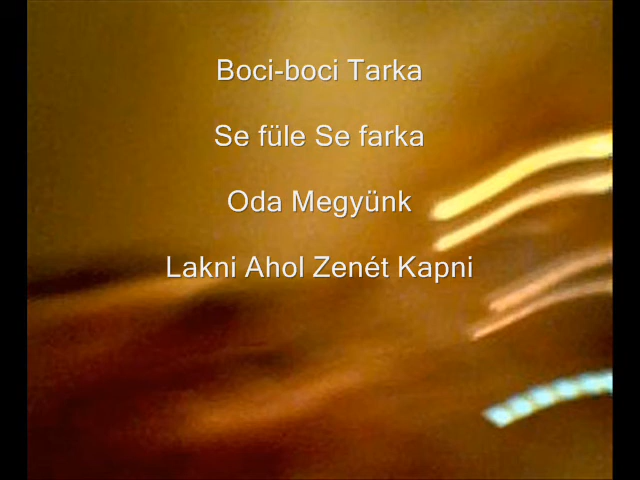 Boci-boci Tarka
Se füle Se farka
Oda Megyünk
Lakni Ahol Zenét Kapni